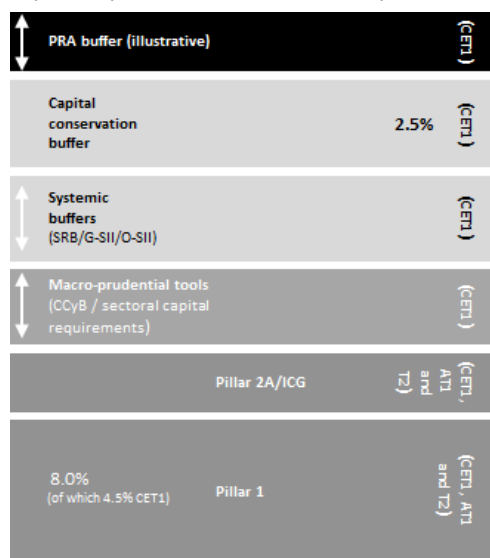 PRA buffer (illustrative)
(CET1)
Capital
conservation
buffer
2.5%
(CET1)
Systemic
buffers
(SRB/G-SII/O-SII)
(CET1)
Macro-prudential tools
(CCyB / sectoral capital
requirements)
(CET1)
Pillar 2A/ICG
(CET1,
AT1
and
T2)
8.0%
(of which 4.5% CET1)
Pillar 1
(CET1, AT1
and T2)